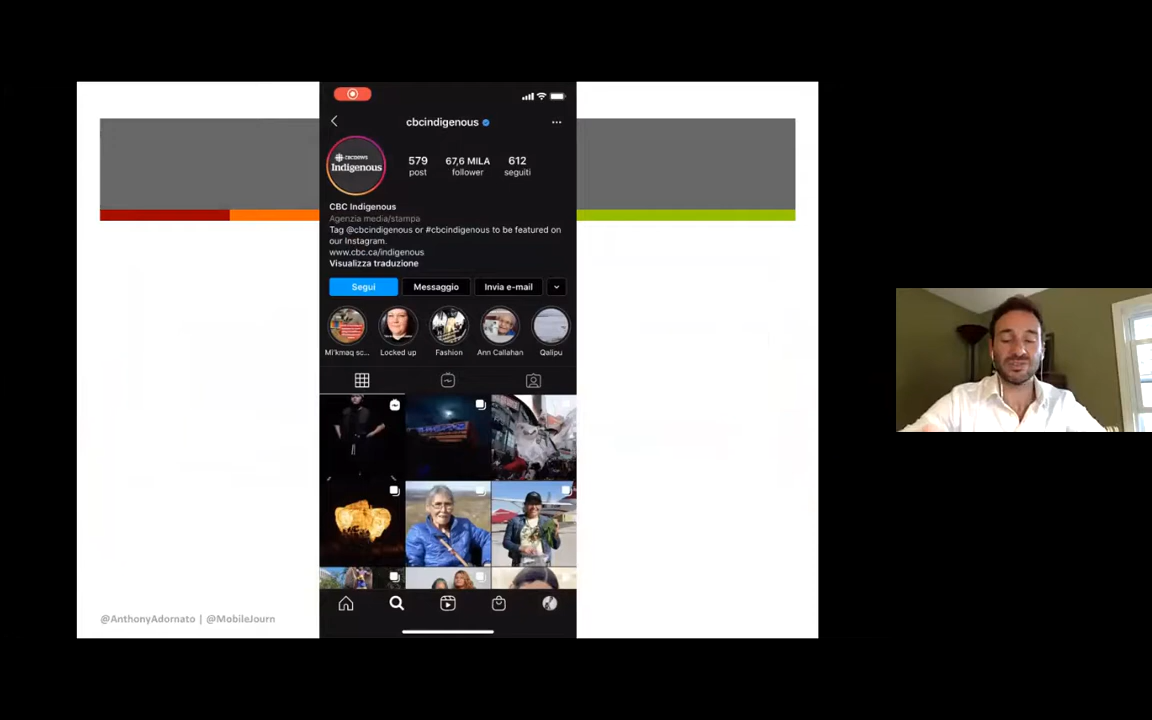 cbcindigenous
CBCNEWS
Indigenous
579
post
67,6 MILA
follower
612
seguiti
CBC Indigenous
Agenzia media/stampa
Tag @cbcindigenous or #cbcindigenous to be featured on
our Instagram.
www.cbc.ca/indigenous
Visualizza traduzione
Segui
Messaggio
Invia e-mail
Mi'kmaq sc...
Locked up
Fashion
Ann Callahan
Qalipu
@AnthonyAdornato | @MobileJourn